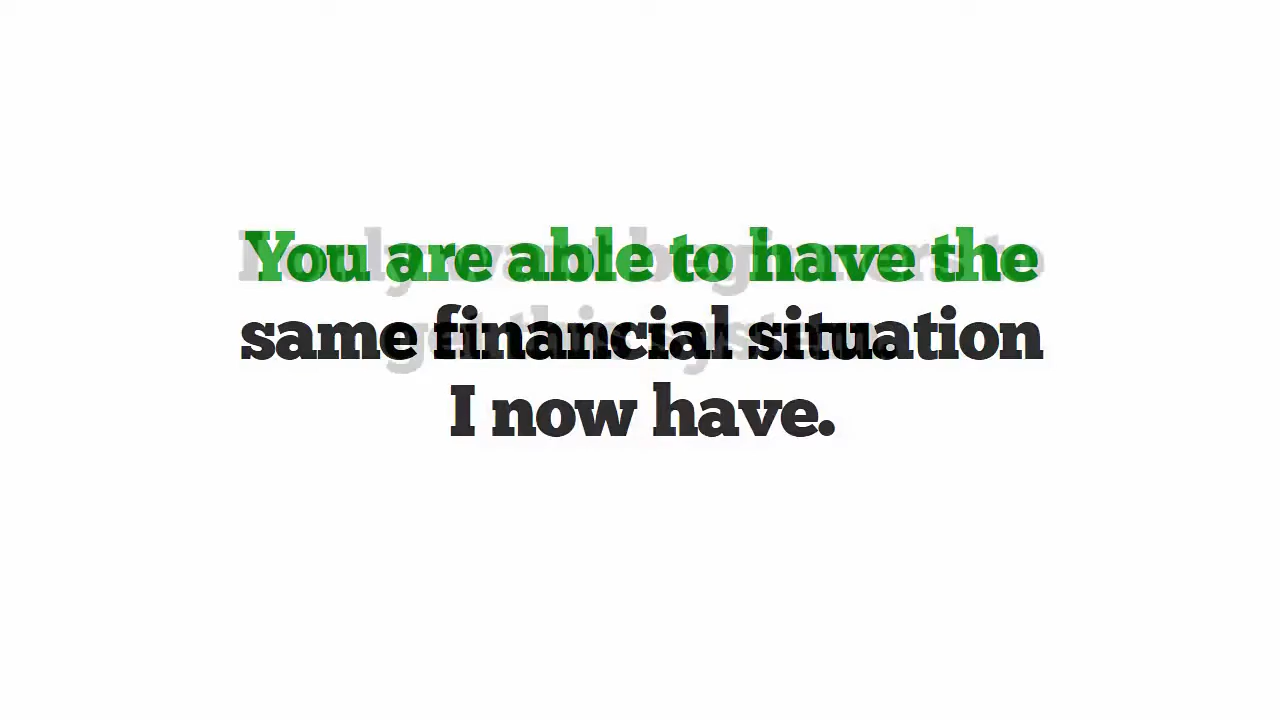 You are able to have the
same financial situation
I now have.